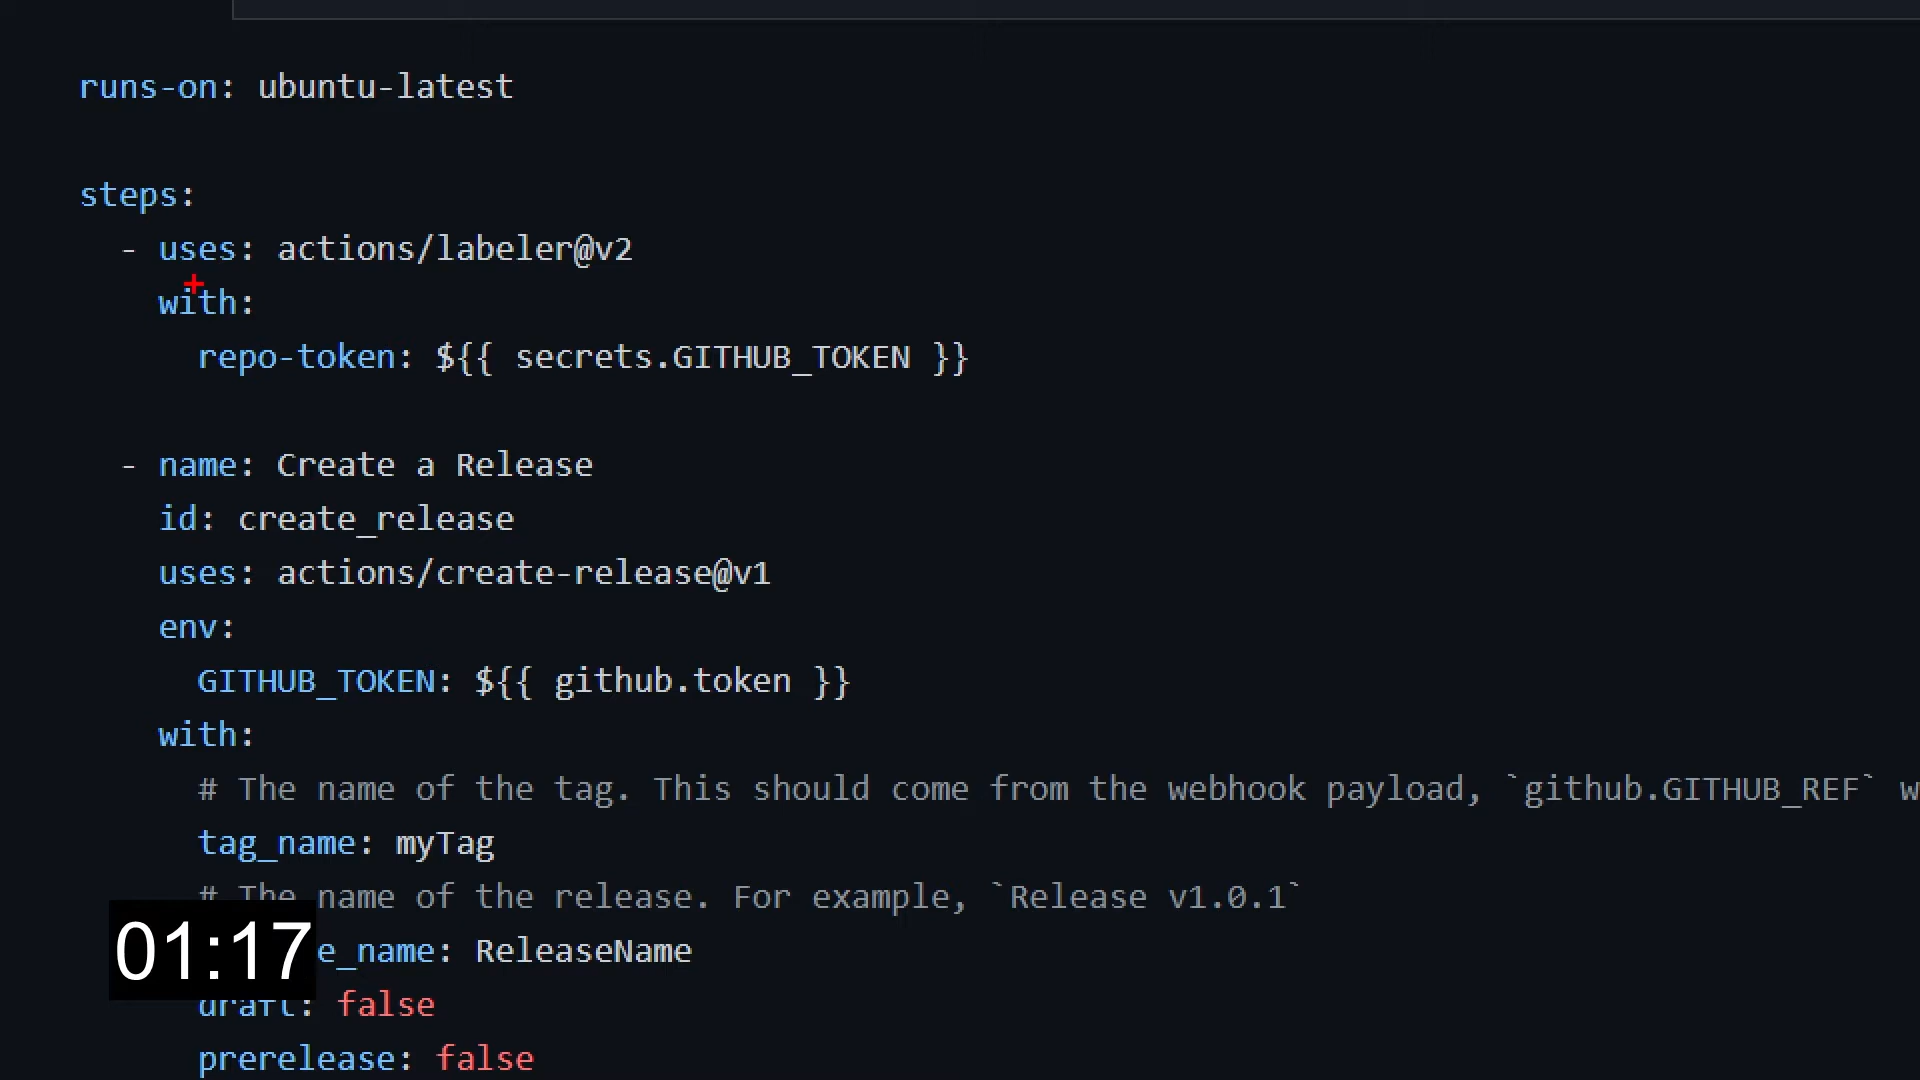 runs-on: ubuntu-latest
steps:
- uses: actions/labeler@v2
with:
repo-token: ${{ secrets.GITHUB_TOKEN }}
- name: Create a Release
id: create_release
uses: actions/create-release@v1
env:
GITHUB_TOKEN: ${{ github.token }}
with:
# The name of the tag. This should come from the webhook payload, `github.GITHUB_REF` w
tag_name: myTag
# The name of the release. For example, `Release v1.0.1`
01:17
e_name: ReleaseName
draft: false
prerelease: false